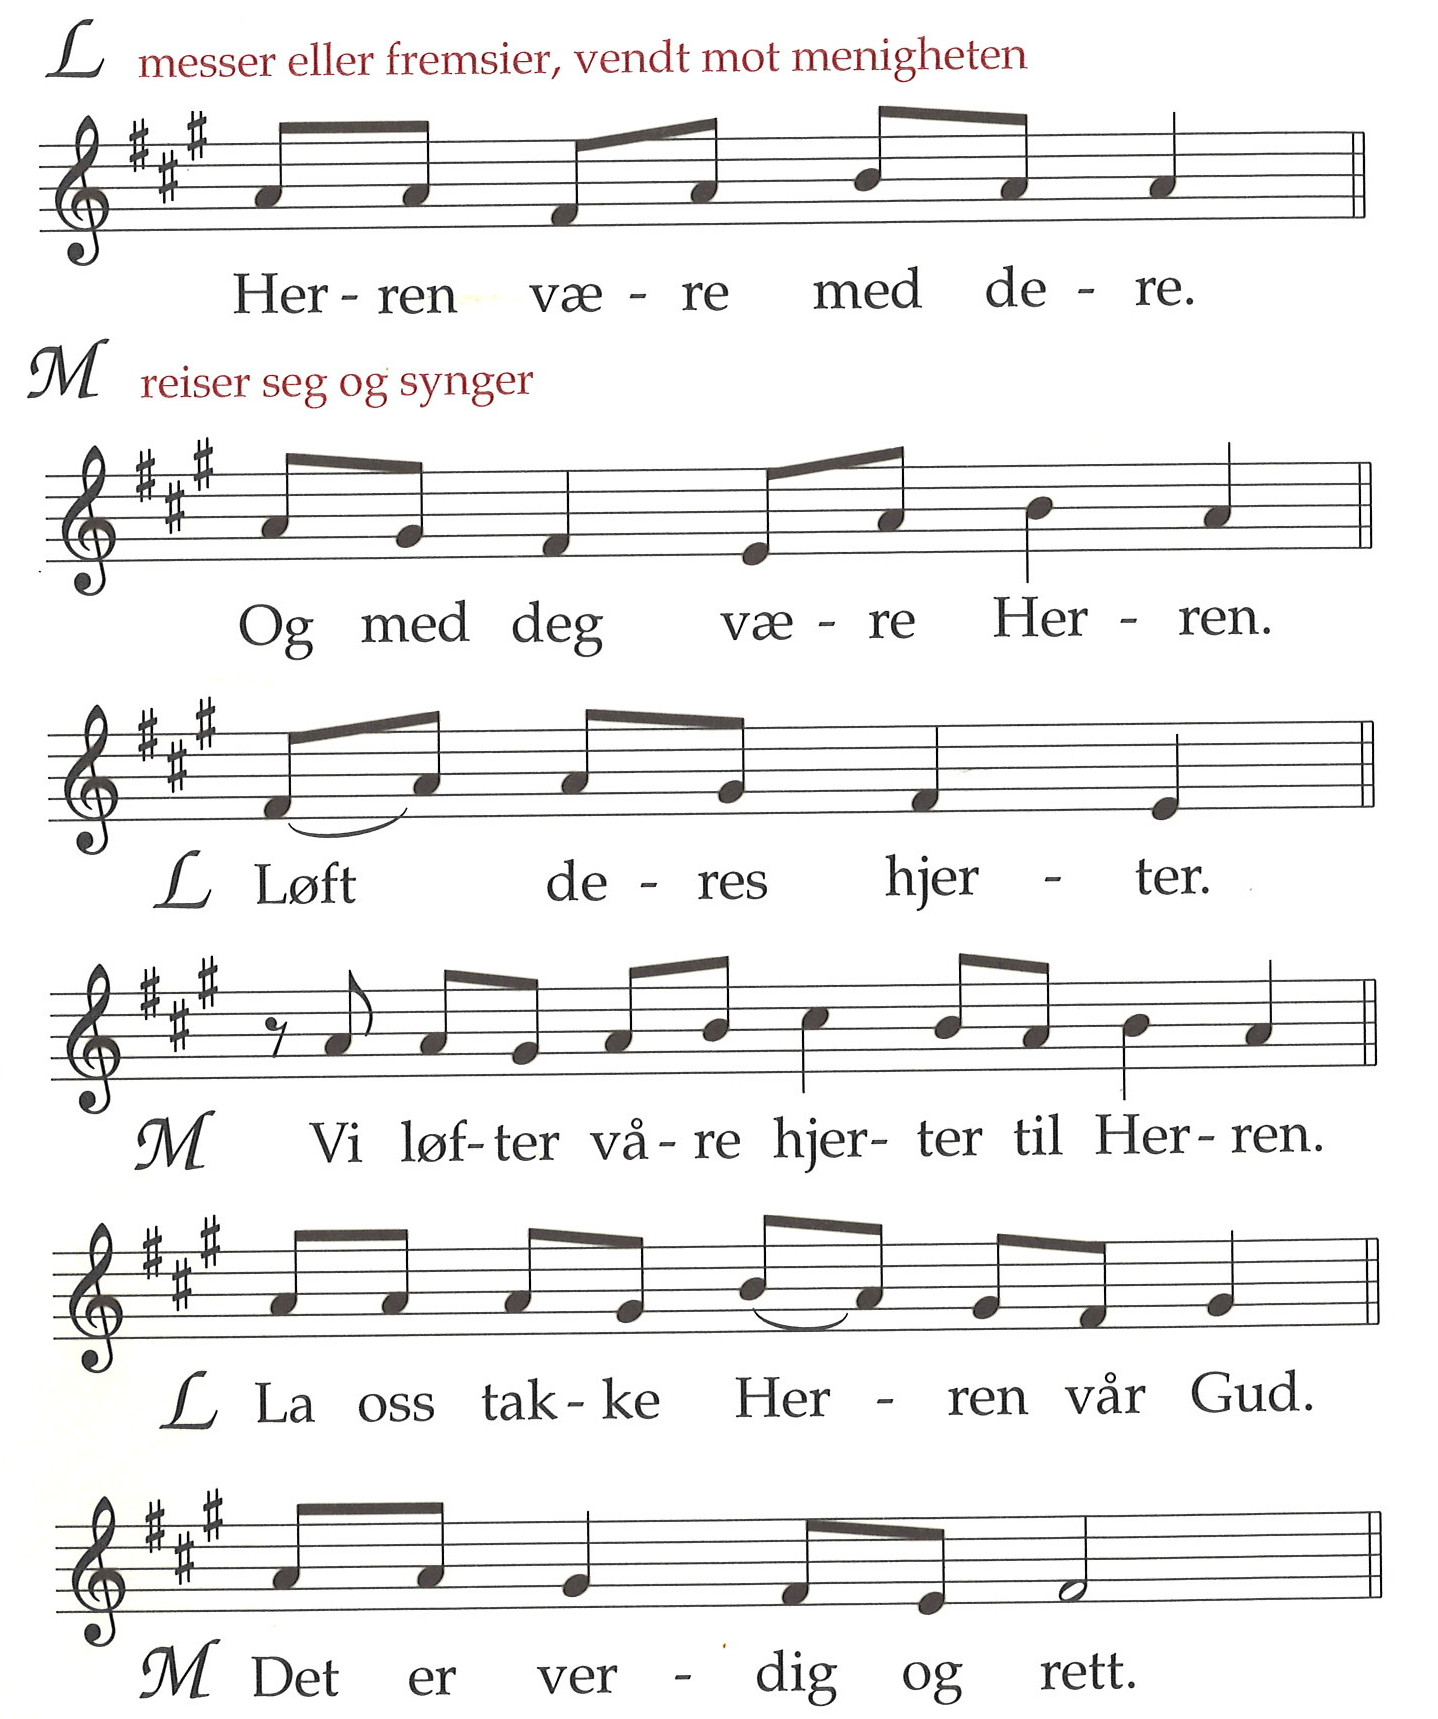 L messer eller fremsier, vendt mot menigheten
Her - ren væ - re med de - re.
M reiser seg og synger
Og med deg væ - re Her - ren.
L Løft de - res hjer - ter.
M Vi løf- ter vå - re hjer- ter til Her - ren.
L La oss tak - ke Her - ren vår Gud.
M Det er ver - dig og rett.